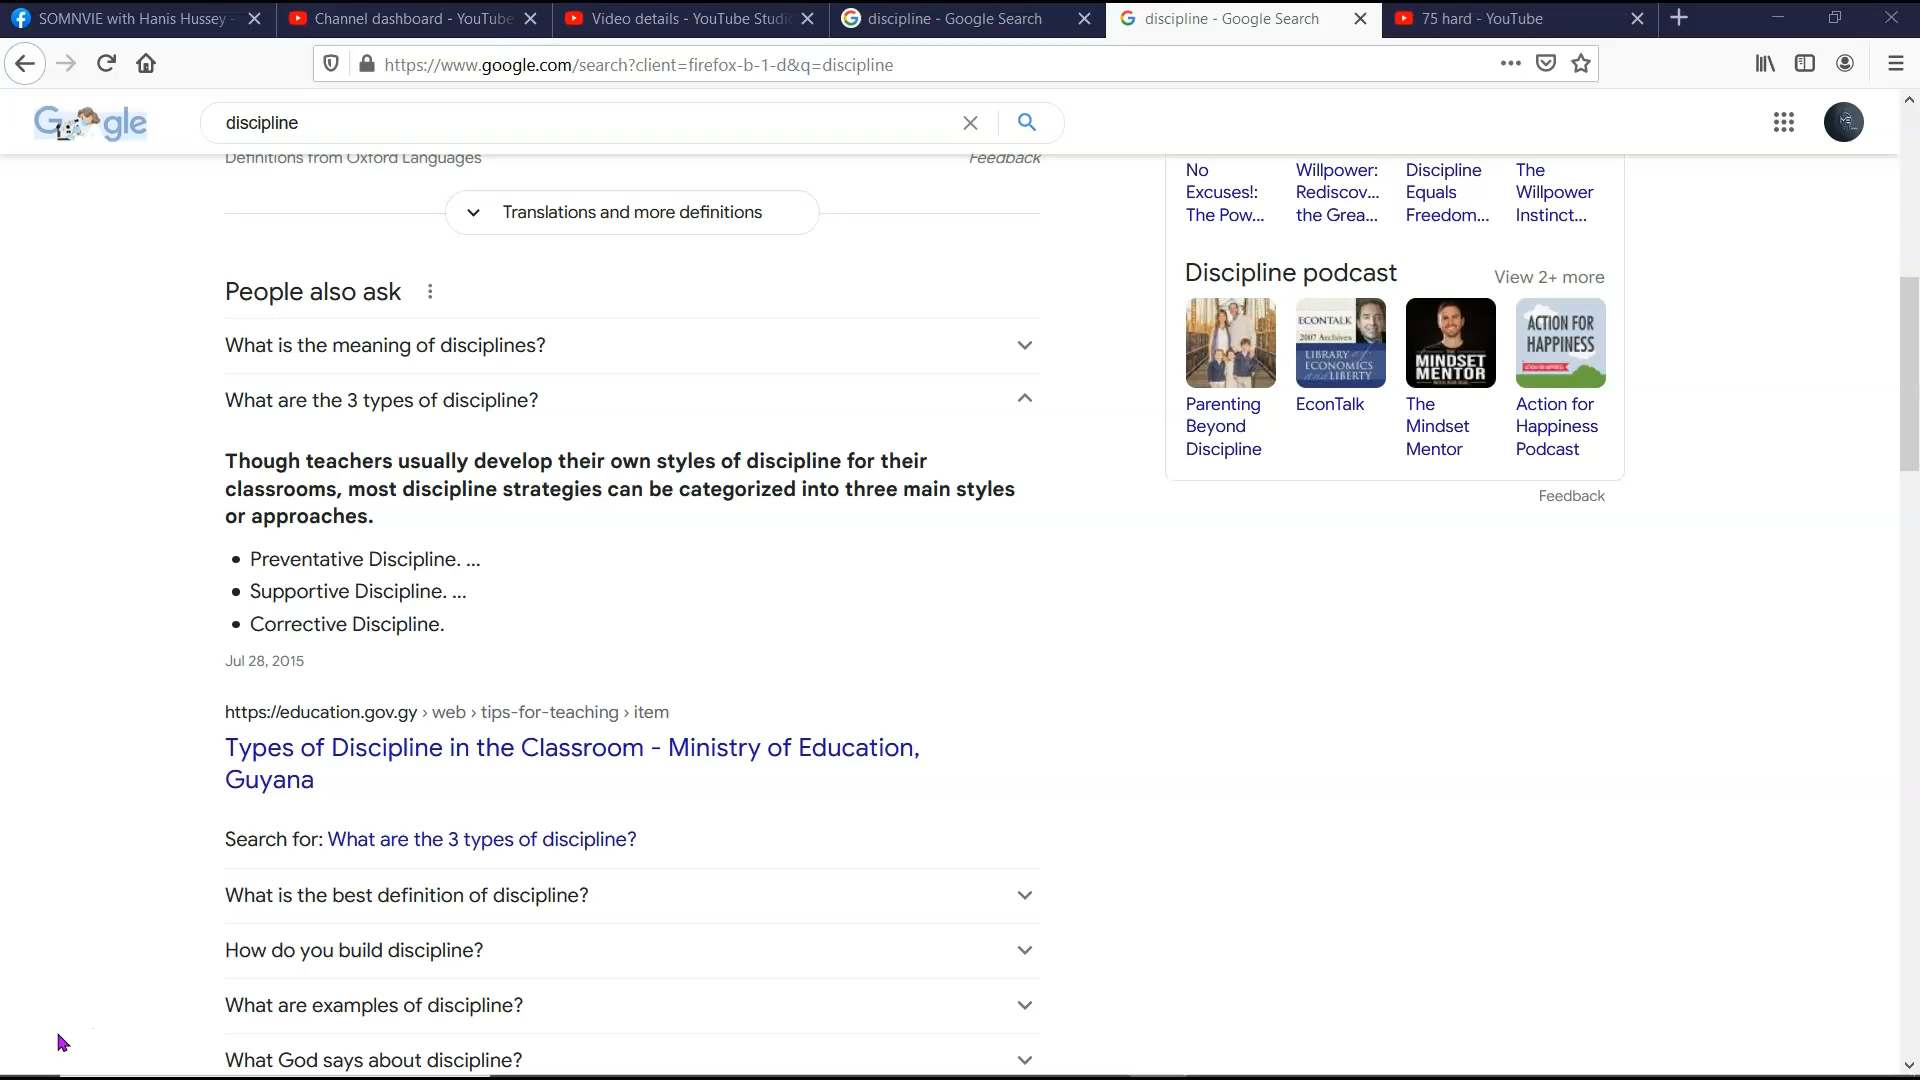 SOMNVIE with Hanis Hussey
Channel dashboard - YouTube
Video details - YouTube Studi
discipline - Google Search
discipline - Google Search
75 hard - YouTube
https://www.google.com/search?client=firefox-b-1-d&q=discipline
Google
discipline
Definitions from Oxford Languages
Feedback
Translations and more definitions
People also ask
What is the meaning of disciplines?
What are the 3 types of discipline?
Though teachers usually develop their own styles of discipline for their
classrooms, most discipline strategies can be categorized into three main styles
or approaches.
• Preventative Discipline. ...
• Supportive Discipline. ...
• Corrective Discipline.
Jul 28, 2015
https://education.gov.gy › web › tips-for-teaching › item
Types of Discipline in the Classroom - Ministry of Education,
Guyana
Search for: What are the 3 types of discipline?
What is the best definition of discipline?
How do you build discipline?
What are examples of discipline?
What God says about discipline?
No
Excuses!:
The Pow...
Willpower:
Rediscov...
the Grea...
Discipline
Equals
Freedom...
The
Willpower
Instinct...
Discipline podcast
View 2+ more
ECONTALK
2007 Archives
LIBRARY of
ECONOMICS
and LIBERTY
THE
MINDSET
MENTOR
ACTION FOR
HAPPINESS
Parenting
Beyond
Discipline
EconTalk
The
Mindset
Mentor
Action for
Happiness
Podcast
Feedback